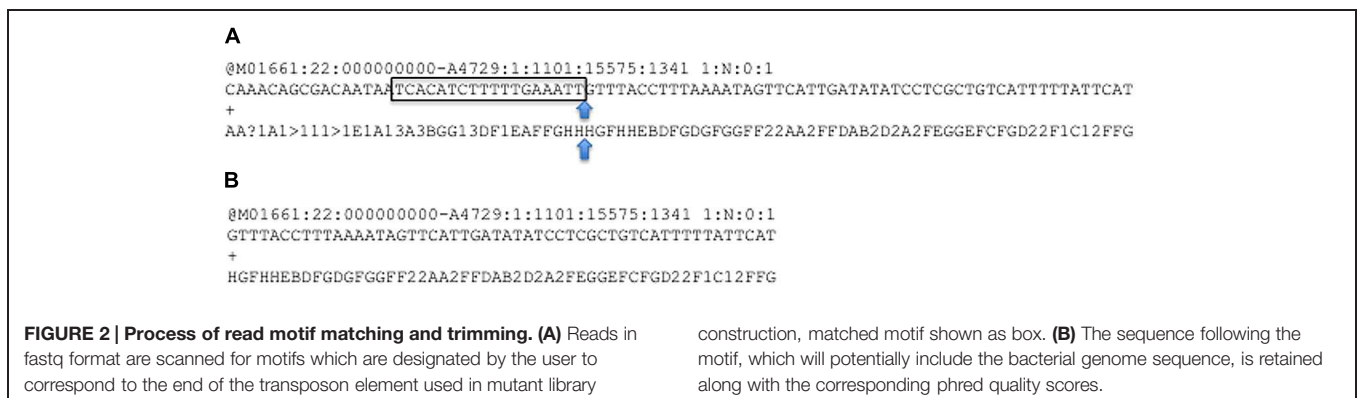 A
@M01661:22:000000000-A4729:1:1101:15575:1341 1:N:0:1
CAAACAGCGACAATAATCACATCTTTTTGAAATTGTTTACCTTTAAAATAGTTCATTGATATATCCTCGCTGTCATTTTTATTCAT
+
AA?1A1>111>1E1A13A3BGG13DF1EAFFGHHHGFHHEBDFGDGFGGFF22AA2FFDAB2D2A2FEGGEFCFGD22F1C12FFG
B
@M01661:22:000000000-A4729:1:1101:15575:1341 1:N:0:1
GTTTACCTTTAAAATAGTTCATTGATATATCCTCGCTGTCATTTTTATTCAT
+
HGFHHEBDFGDGFGGFF22AA2FFDAB2D2A2FEGGEFCFGD22F1C12FFG
FIGURE 2 | Process of read motif matching and trimming. (A) Reads in
fastq format are scanned for motifs which are designated by the user to
correspond to the end of the transposon element used in mutant library
construction, matched motif shown as box. (B) The sequence following the
motif, which will potentially include the bacterial genome sequence, is retained
along with the corresponding phred quality scores.